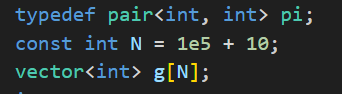 typedef pair<int, int> pi;
const int N = 1e5 + 10;
vector<int> g[N];